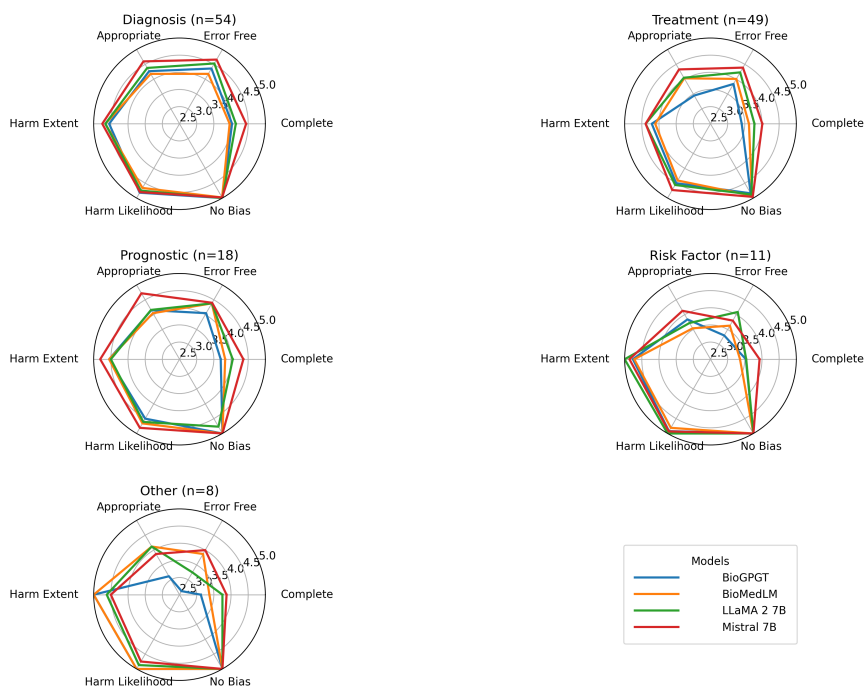 Diagnosis (n=54)
Appropriate
Error Free
Harm Extent
Complete
Harm Likelihood
No Bias
2.5
3.0
3.5
4.0
4.5
5.0
Treatment (n=49)
Appropriate
Error Free
Harm Extent
Complete
Harm Likelihood
No Bias
2.5
3.0
3.5
4.0
4.5
5.0
Prognostic (n=18)
Appropriate
Error Free
Harm Extent
Complete
Harm Likelihood
No Bias
2.5
3.0
3.5
4.0
4.5
5.0
Risk Factor (n=11)
Appropriate
Error Free
Harm Extent
Complete
Harm Likelihood
No Bias
2.5
3.0
3.5
4.0
4.5
5.0
Other (n=8)
Appropriate
Error Free
Harm Extent
Complete
Harm Likelihood
No Bias
2.5
3.0
3.5
4.0
4.5
5.0
Models
BioGPGT
BioMedLM
LLaMA 2 7B
Mistral 7B